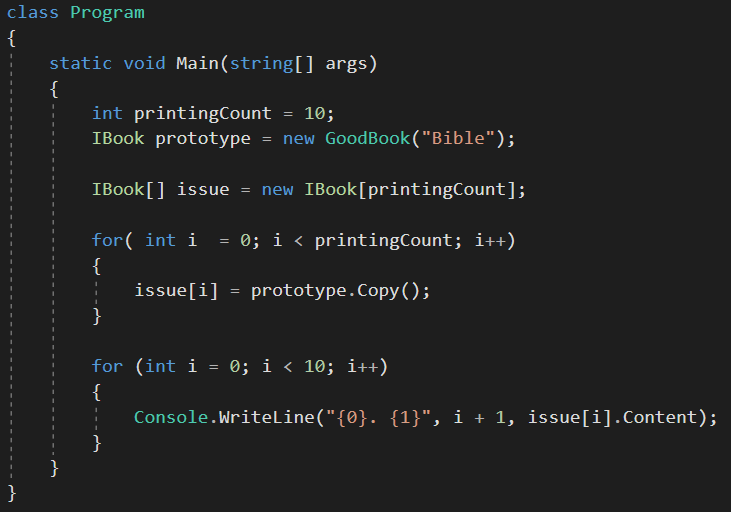 class Program
{
    static void Main(string[] args)
    {
        int printingCount = 10;
        IBook prototype = new GoodBook("Bible");

        IBook[] issue = new IBook[printingCount];

        for( int i  = 0; i < printingCount; i++)
        {
            issue[i] = prototype.Copy();
        }

        for (int i = 0; i < 10; i++)
        {
            Console.WriteLine("{0}. {1}", i + 1, issue[i].Content);
        }
    }
}